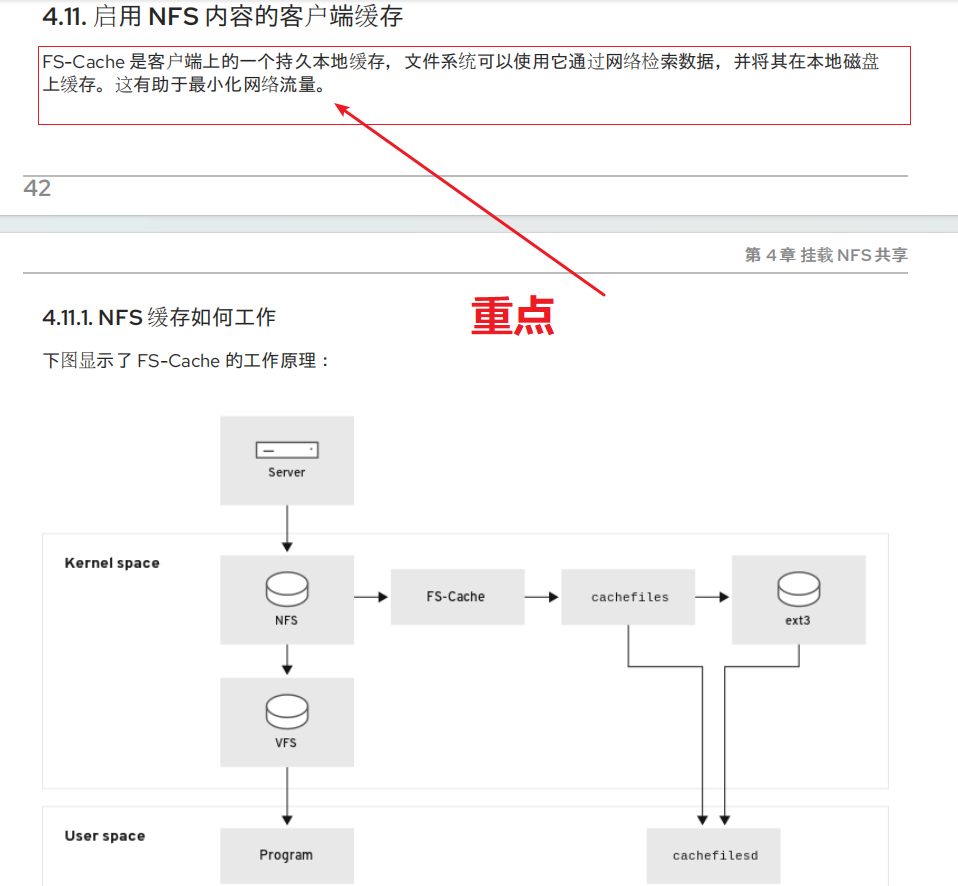 4.11. 启用 NFS 内容的客户端缓存
FS-Cache 是客户端上的一个持久本地缓存，文件系统可以使用它通过网络检索数据，并将其在本地磁盘
上缓存。这有助于最小化网络流量。
42
第 4 章 挂载 NFS 共享
重点
4.11.1. NFS 缓存如何工作
下图显示了 FS-Cache 的工作原理：
Server
Kernel space
NFS
FS-Cache
cachefiles
ext3
VFS
User space
Program
cachefilesd